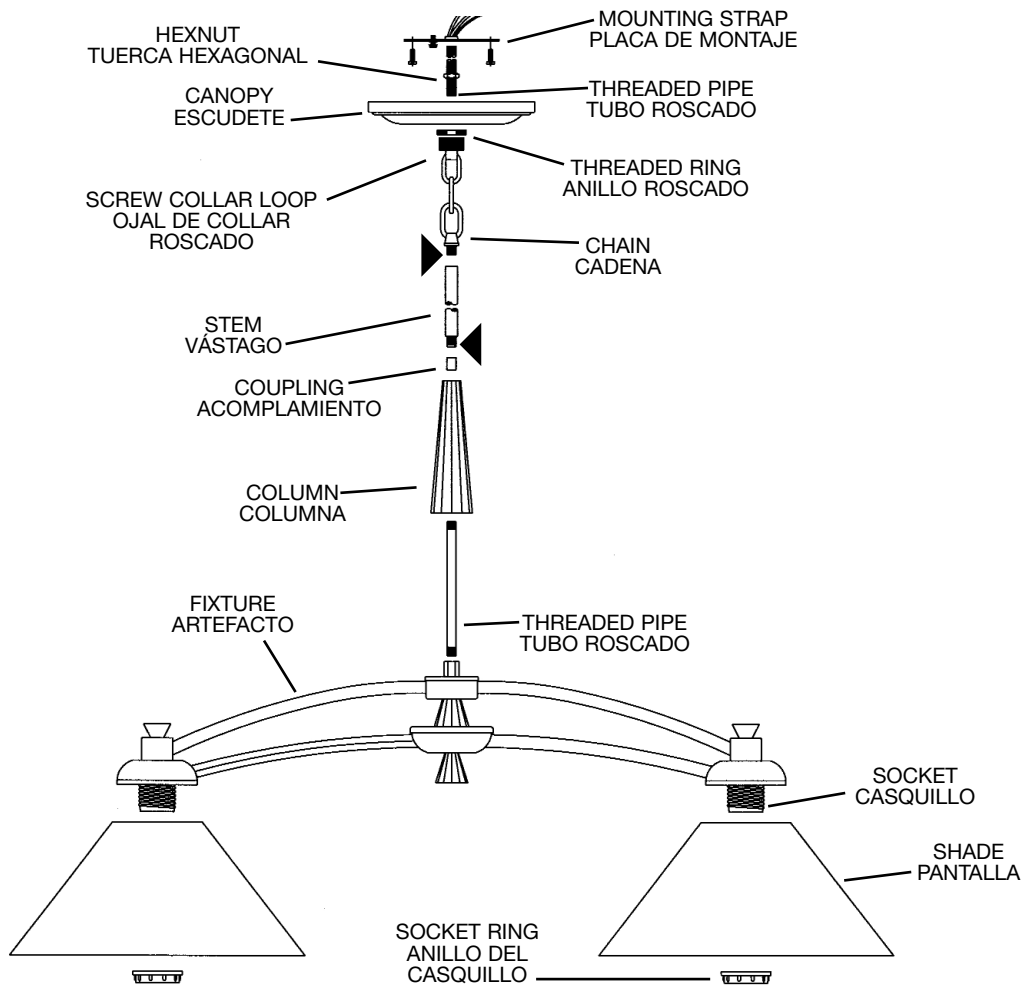 MOUNTING STRAP
PLACA DE MONTAJE
HEXNUT
TUERCA HEXAGONAL
THREADED PIPE
TUBO ROSCADO
CANOPY
ESCUDETE
THREADED RING
ANILLO ROSCADO
SCREW COLLAR LOOP
OJAL DE COLLAR
ROSCADO
CHAIN
CADENA
STEM
VÁSTAGO
COUPLING
ACOMPLAMIENTO
COLUMN
COLUMNA
FIXTURE
ARTEFACTO
THREADED PIPE
TUBO ROSCADO
SOCKET
CASQUILLO
SHADE
PANTALLA
SOCKET RING
ANILLO DEL
CASQUILLO